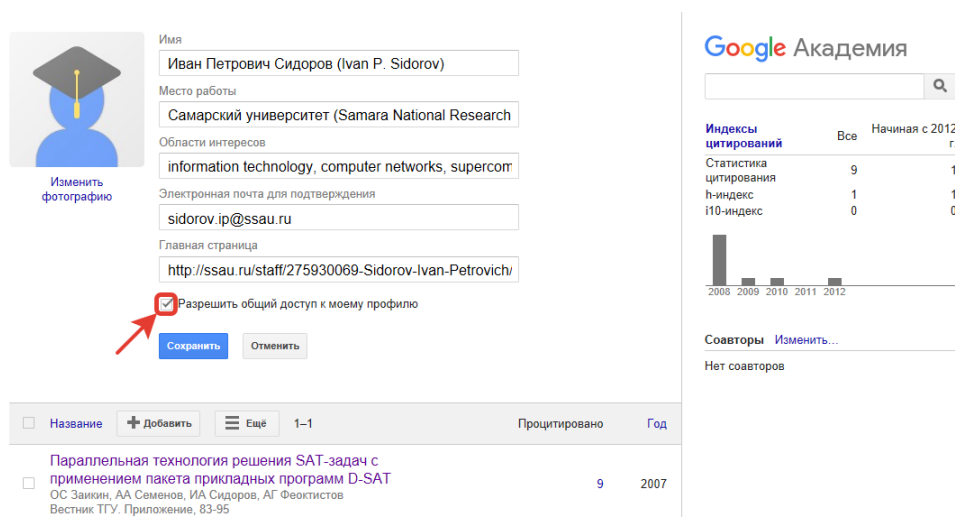 Имя
Иван Петрович Сидоров (Ivan P. Sidorov)
Место работы
Самарский университет (Samara National Research
Области интересов
information technology, computer networks, supercom
Электронная почта для подтверждения
sidorov.ip@ssau.ru
Главная страница
http://ssau.ru/staff/275930069-Sidorov-Ivan-Petrovich/
Разрешить общий доступ к моему профилю
Сохранить Отменить
Изменить
фотографию
Google Академия
Индексы
цитирований Все Начиная с 2012
г.
Статистика
цитирования 9 1
h-индекс 1 1
i10-индекс 0 0
2008 2009 2010 2011 2012
Соавторы Изменить...
Нет соавторов
Название Добавить Ещё 1–1 Процитировано Год
Параллельная технология решения SAT-задач с
применением пакета прикладных программ D-SAT 9 2007
ОС Заикин, АА Семенов, ИА Сидоров, АГ Феоктистов
Вестник ТГУ. Приложение, 83-95